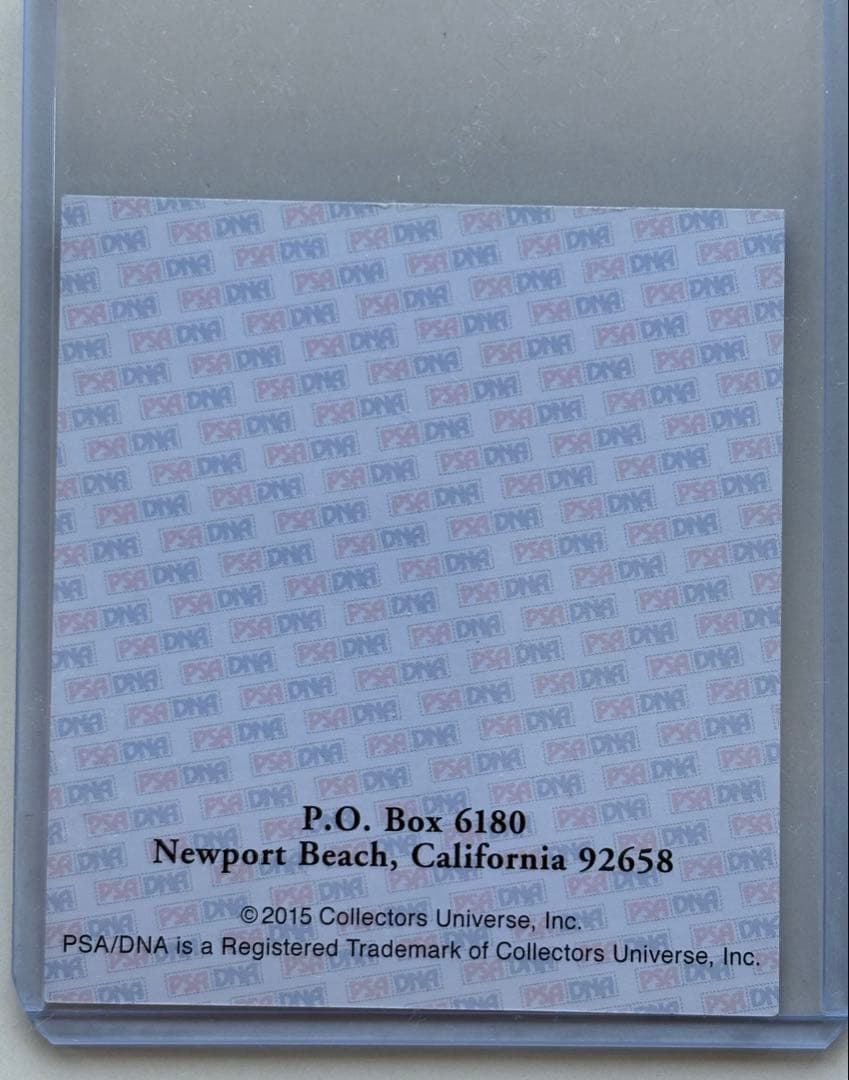 P.O. Box 6180
Newport Beach, California 92658
©2015 Collectors Universe, Inc.
PSA/DNA is a Registered Trademark of Collectors Universe, Inc.